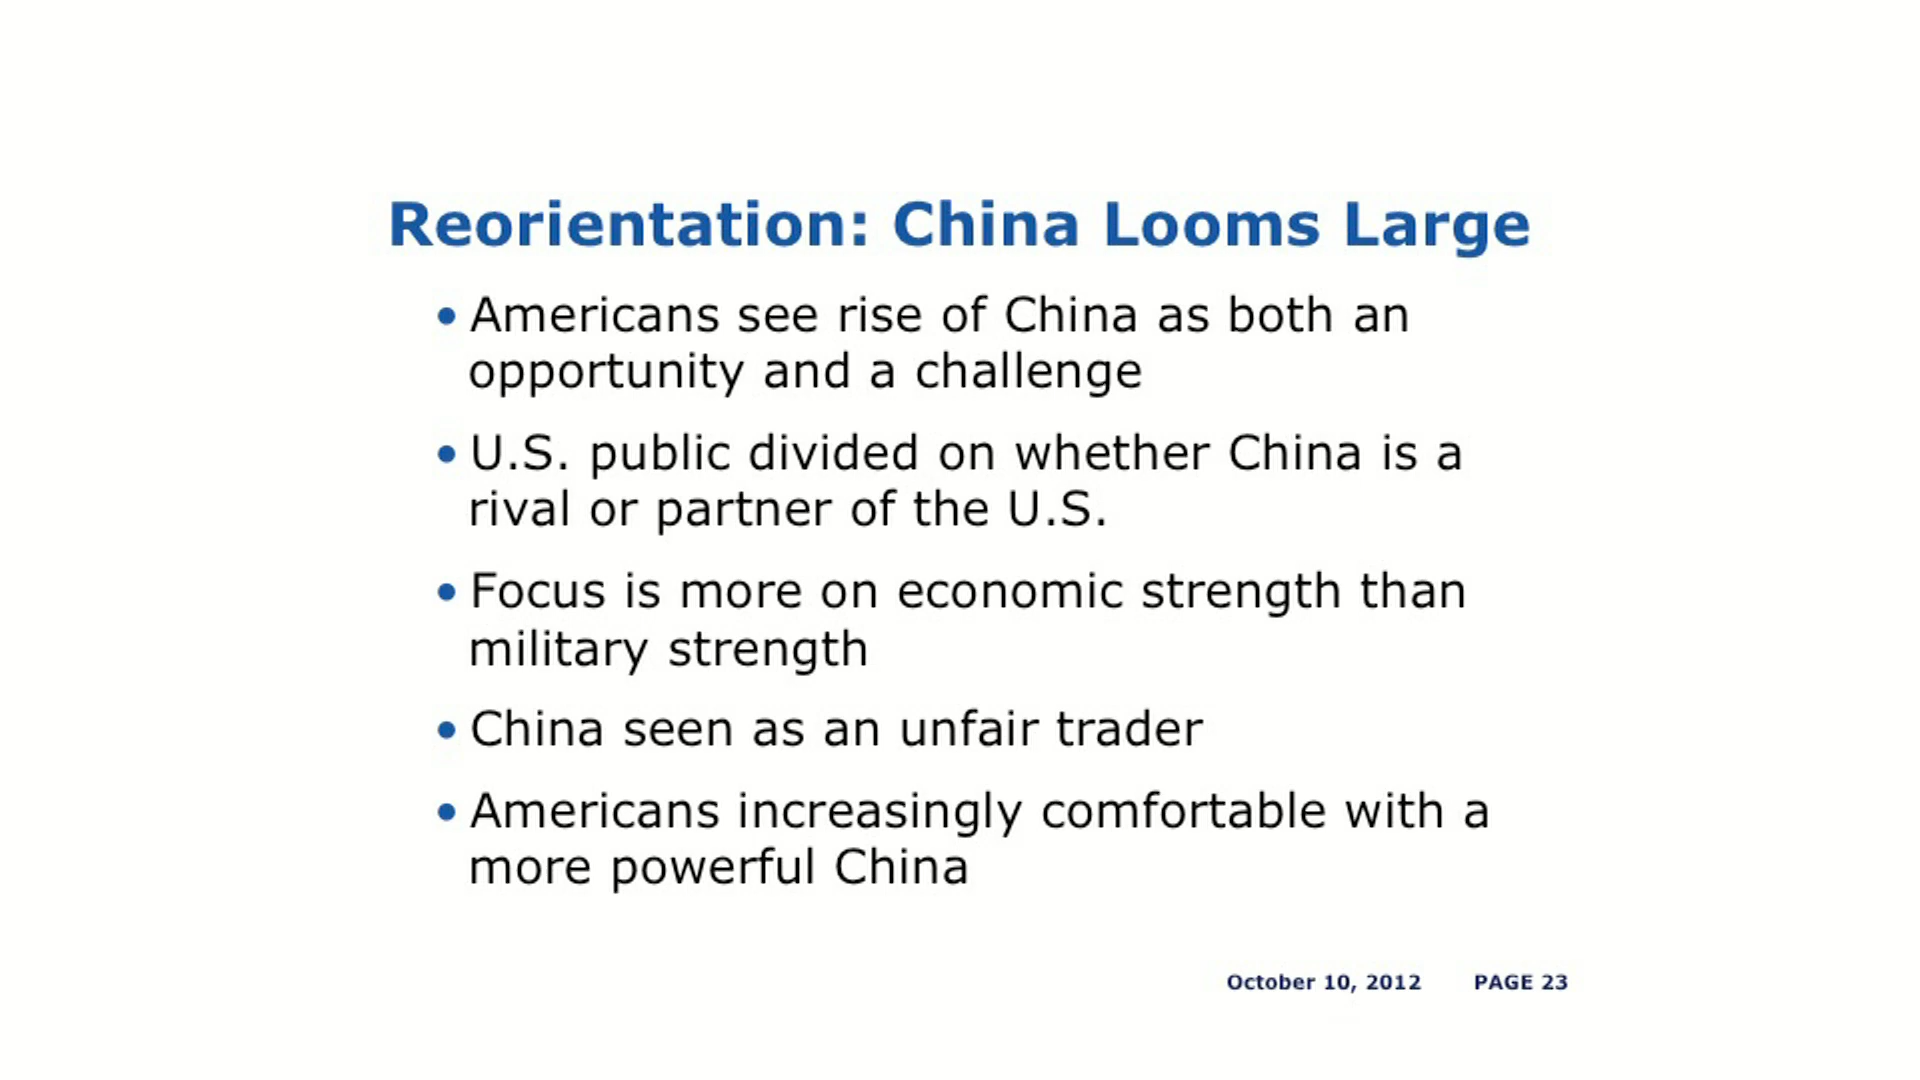 Reorientation: China Looms Large
• Americans see rise of China as both an
opportunity and a challenge
• U.S. public divided on whether China is a
rival or partner of the U.S.
• Focus is more on economic strength than
military strength
• China seen as an unfair trader
• Americans increasingly comfortable with a
more powerful China
October 10, 2012 PAGE 23